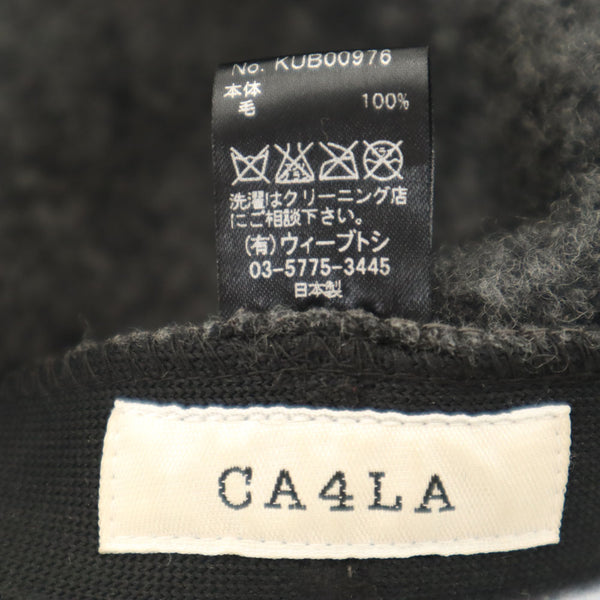 No. KUB00976
本体
毛 100%
洗濯はクリーニング店
にご相談下さい。
(有)ウィーブトシ
03-5775-3445
日本製
CA4LA